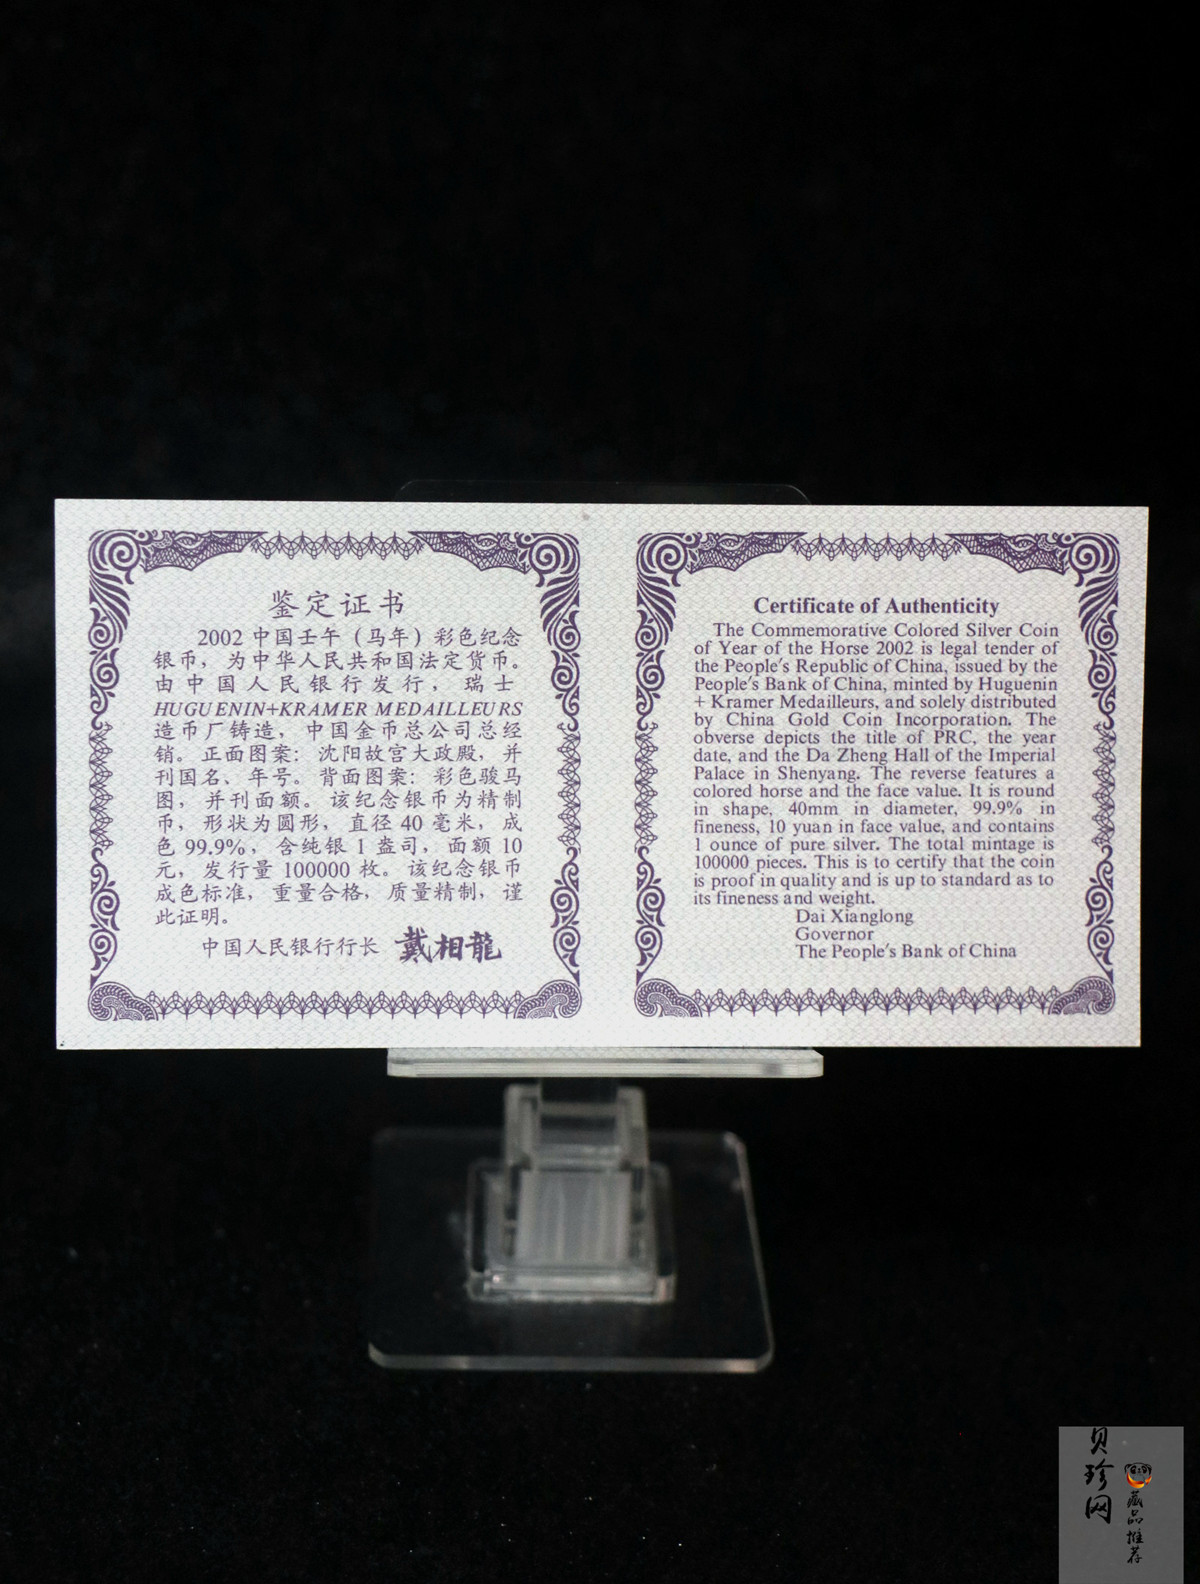 鉴定证书
2002 中国壬午（马年）彩色纪念
银币，为中华人民共和国法定货币。
由中国人民银行发行，瑞士
HUGUENIN+KRAMER MEDAILLEURS
造币厂铸造，中国金币总公司总经
销。正面图案：沈阳故宫大政殿，并
刊国名、年号。背面图案：彩色骏马
图，并刊面额。该纪念银币为精制
币，形状为圆形，直径 40 毫米，成
色 99.9%，含纯银 1 盎司，面额 10
元，发行量 100000 枚。该纪念银币
成色标准，重量合格，质量精制，谨
此证明。
中国人民银行行长 戴相龍
Certificate of Authenticity
The Commemorative Colored Silver Coin
of Year of the Horse 2002 is legal tender of
the People's Republic of China, issued by the
People's Bank of China, minted by Huguenin
+ Kramer Medailleurs, and solely distributed
by China Gold Coin Incorporation. The
obverse depicts the title of PRC, the year
date, and the Da Zheng Hall of the Imperial
Palace in Shenyang. The reverse features a
colored horse and the face value. It is round
in shape, 40mm in diameter, 99.9% in
fineness, 10 yuan in face value, and contains
1 ounce of pure silver. The total mintage is
100000 pieces. This is to certify that the coin
is proof in quality and is up to standard as to
its fineness and weight.
Dai Xianglong
Governor
The People's Bank of China
贝珍网
藏品推荐